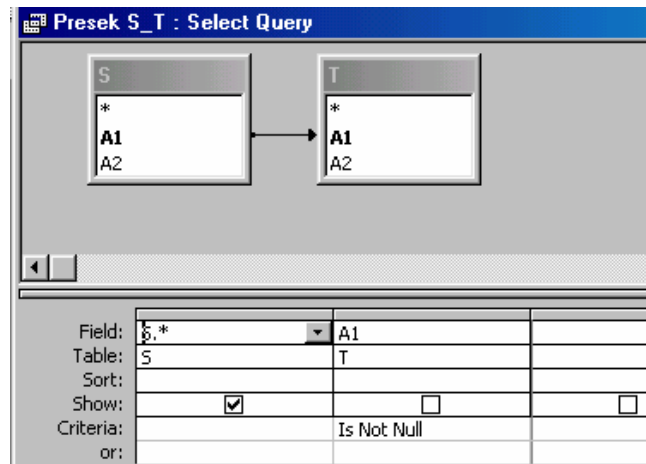 Presek S_T : Select Query
S T
* *
A1 A1
A2 A2
Field: S.* A1
Table: S T
Sort:
Show:
Criteria: Is Not Null
or: